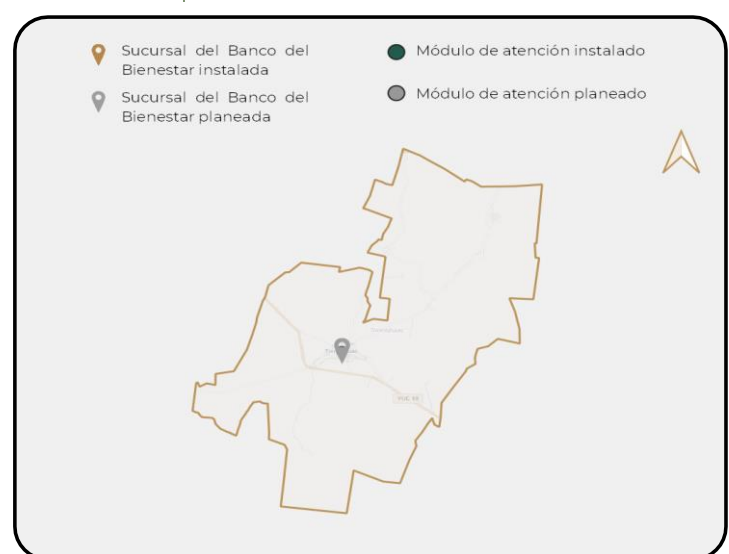 Sucursal del Banco del
Bienestar instalada
Sucursal del Banco del
Bienestar planeada
Módulo de atención instalado
Módulo de atención planeado
YUC 59